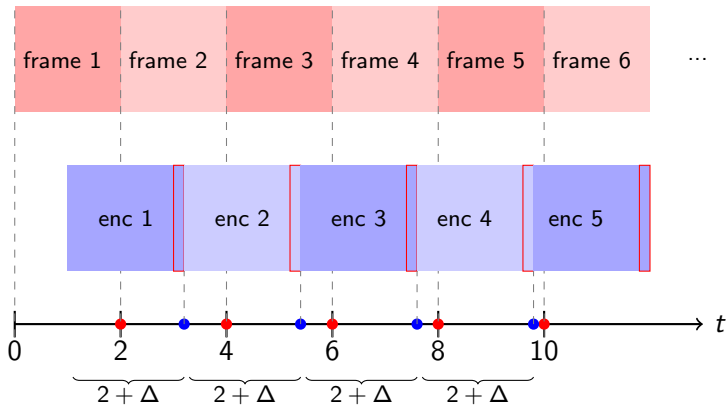 frame 1 frame 2 frame 3 frame 4 frame 5 frame 6 ...
enc 1 enc 2 enc 3 enc 4 enc 5
t
0 2 4 6 8 10
2 + Δ 2 + Δ 2 + Δ 2 + Δ